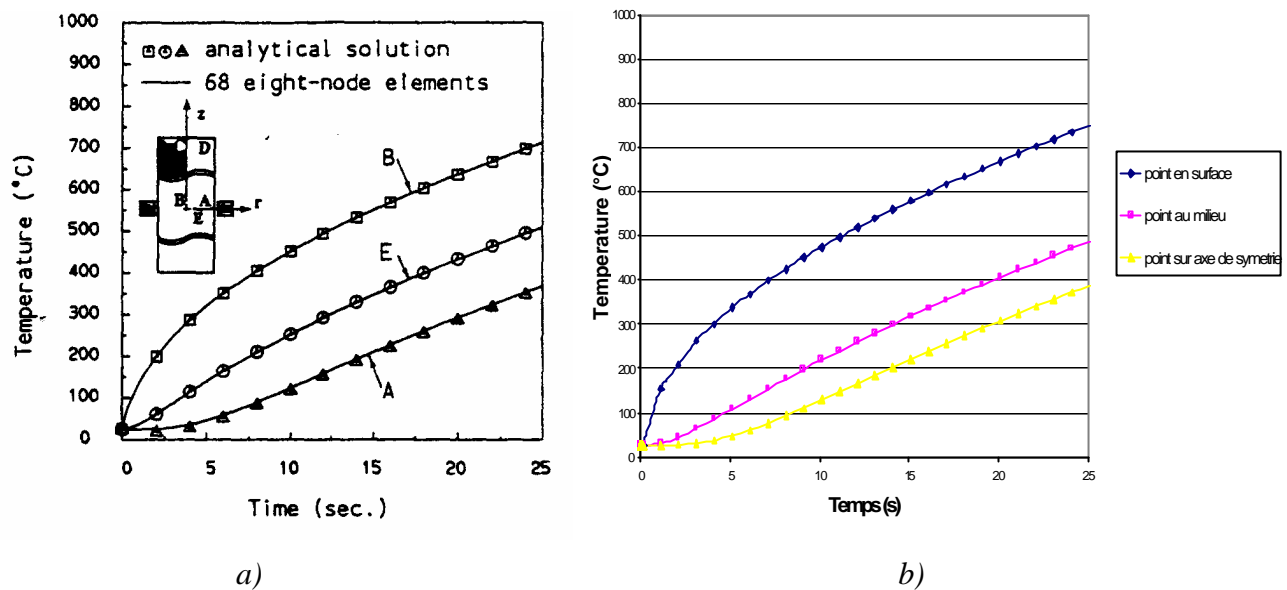 1000
900
800
700
600
500
400
300
200
100
0
Temperature (°C)
analytical solution
68 eight-node elements
z
D
B A
E
r
B
E
A
0 5 10 15 20 25
Time (sec.)
a)
1000
900
800
700
600
500
400
300
200
100
0
Temperature (°C)
0 5 10 15 20 25
Temps (s)
point en surface
point au milieu
point sur axe de symetrie
b)